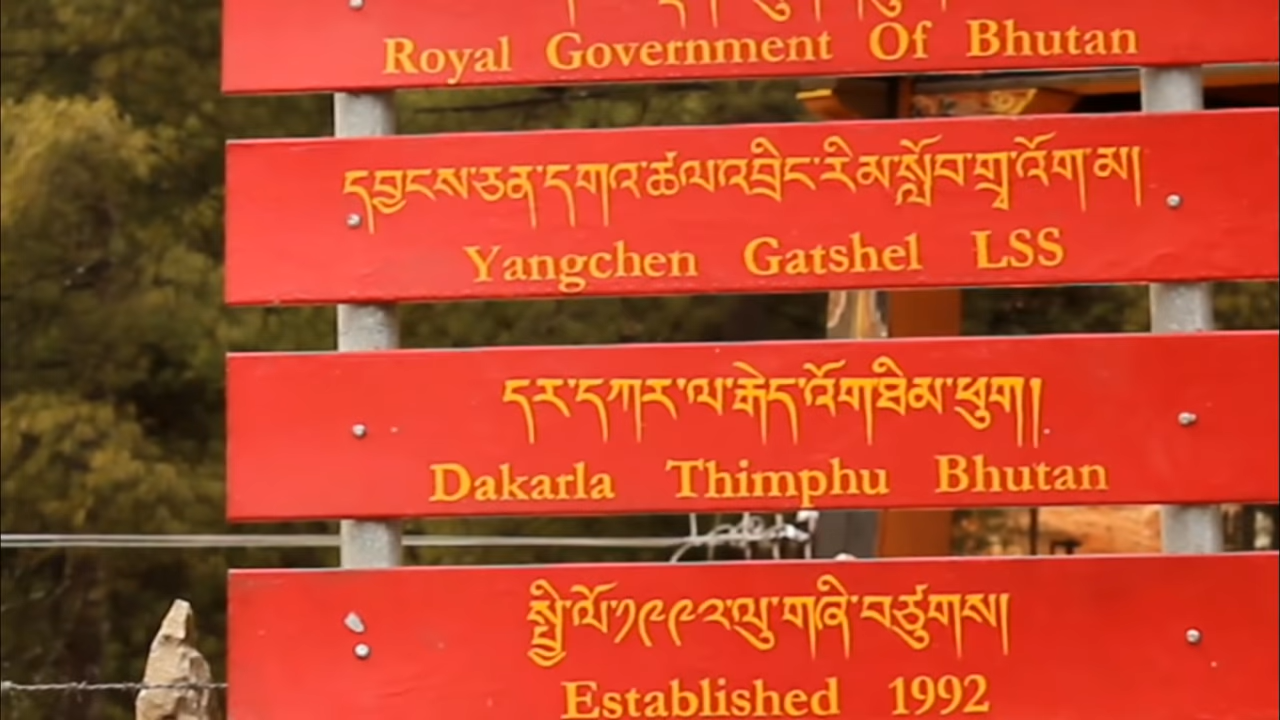 Royal Government Of Bhutan
དབྱངས་ཅན་དགའ་ཚལ་འབྲིང་རིམ་སློབ་གྲྭ་འོག་མ།
Yangchen Gatshel LSS
དར་དཀར་ལ་རྒེད་འོག་ཐིམ་ཕུག།
Dakarla Thimphu Bhutan
སྤྱི་ལོ་༡༩༩༢་ལུ་གཞི་བཙུགས།
Established 1992